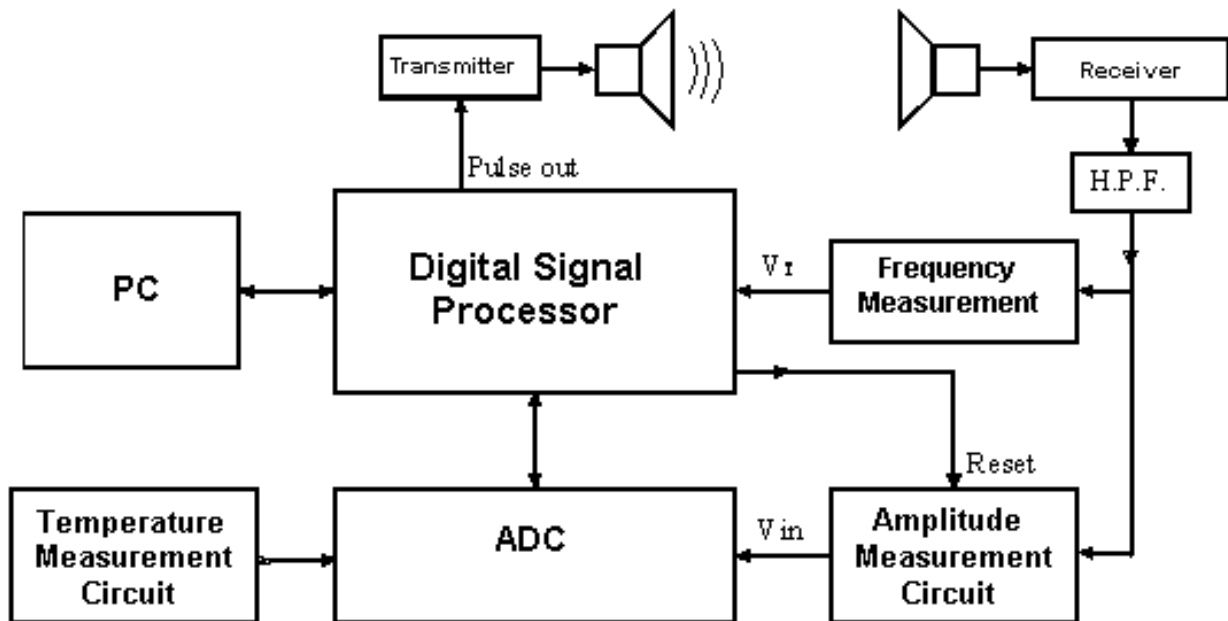 Transmitter
Receiver
Pulse out
H.P.F.
PC
Digital Signal
Processor
Vr
Frequency
Measurement
Reset
Temperature
Measurement
Circuit
ADC
Vin
Amplitude
Measurement
Circuit